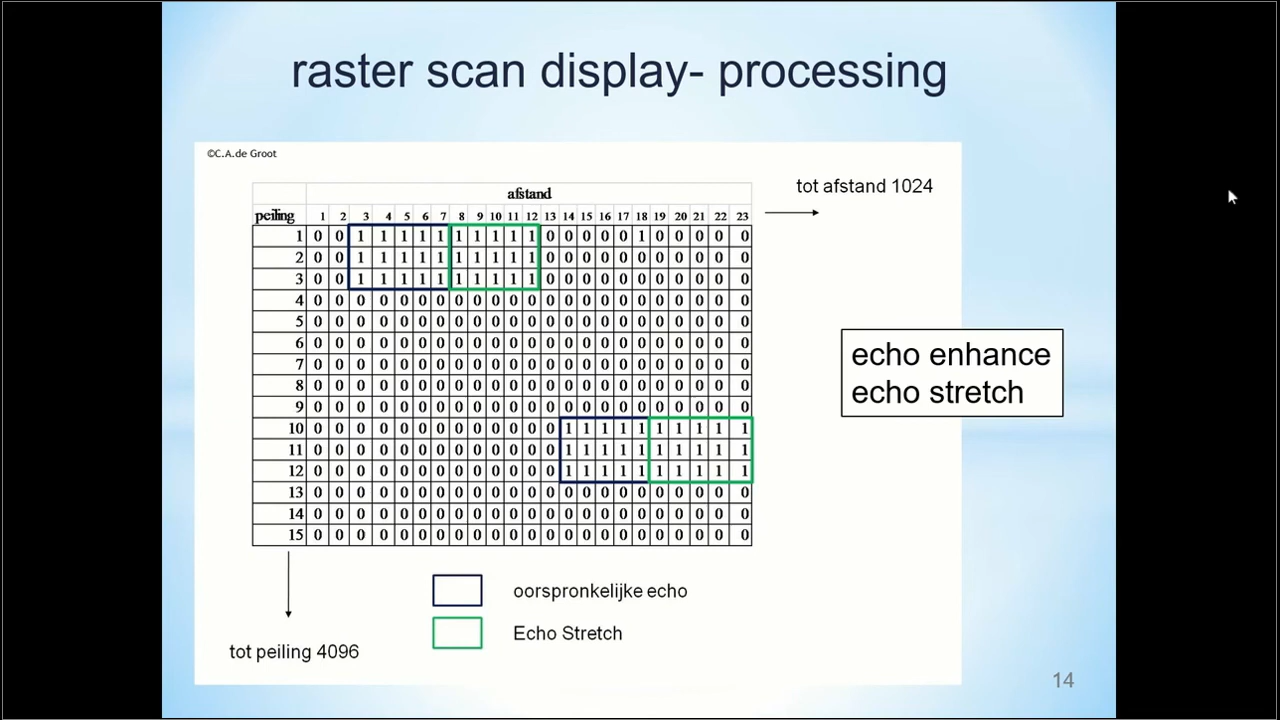 raster scan display- processing
©C.A.de Groot
afstand
tot afstand 1024
peiling 1 2 3 4 5 6 7 8 9 10 11 12 13 14 15 16 17 18 19 20 21 22 23
1 0 0 1 1 1 1 1 1 1 1 1 1 0 0 0 0 0 1 0 0 0 0 0
2 0 0 1 1 1 1 1 1 1 1 1 1 0 0 0 0 0 0 0 0 0 0 0
3 0 0 1 1 1 1 1 1 1 1 1 1 0 0 0 0 0 0 0 0 0 0 0
4 0 0 0 0 0 0 0 0 0 0 0 0 0 0 0 0 0 0 0 0 0 0 0
5 0 0 0 0 0 0 0 0 0 0 0 0 0 0 0 0 0 0 0 0 0 0 0
6 0 0 0 0 0 0 0 0 0 0 0 0 0 0 0 0 0 0 0 0 0 0 0
7 0 0 0 0 0 0 0 0 0 0 0 0 0 0 0 0 0 0 0 0 0 0 0
8 0 0 0 0 0 0 0 0 0 0 0 0 0 0 0 0 0 0 0 0 0 0 0
9 0 0 0 0 0 0 0 0 0 0 0 0 0 0 0 0 0 0 0 0 0 0 0
10 0 0 0 0 0 0 0 0 0 0 0 0 0 1 1 1 1 1 1 1 1 1 1
11 0 0 0 0 0 0 0 0 0 0 0 0 0 1 1 1 1 1 1 1 1 1 1
12 0 0 0 0 0 0 0 0 0 0 0 0 0 1 1 1 1 1 1 1 1 1 1
13 0 0 0 0 0 0 0 0 0 0 0 0 0 0 0 0 0 0 0 0 0 0 0
14 0 0 0 0 0 0 0 0 0 0 0 0 0 0 0 0 0 0 0 0 0 0 0
15 0 0 0 0 0 0 0 0 0 0 0 0 0 0 0 0 0 0 0 0 0 0 0
echo enhance
echo stretch
oorspronkelijke echo
Echo Stretch
tot peiling 4096
14